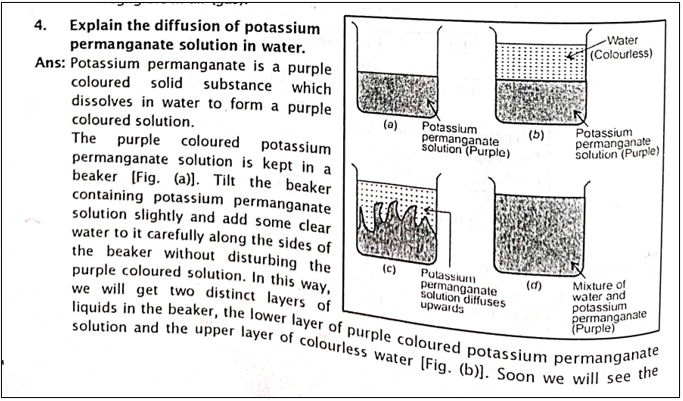 4. Explain the diffusion of potassium
permanganate solution in water.
Ans: Potassium permanganate is a purple
coloured solid substance which
dissolves in water to form a purple
coloured solution.
The purple coloured potassium
permanganate solution is kept in a
beaker [Fig. (a)]. Tilt the beaker
containing potassium permanganate
solution slightly and add some clear
water to it carefully along the sides of
the beaker without disturbing the
purple coloured solution. In this way,
we will get two distinct layers of
liquids in the beaker, the lower layer of purple coloured potassium permanganate
solution and the upper layer of colourless water [Fig. (b)]. Soon we will see the
Water
(Colourless)
(a)
Potassium
permanganate
solution (Purple)
(b)
Potassium
permanganate
solution (Purple)
(c)
Potassium
permanganate
solution diffuses
upwards
(d)
Mixture of
water and
potassium
permanganate
(Purple)